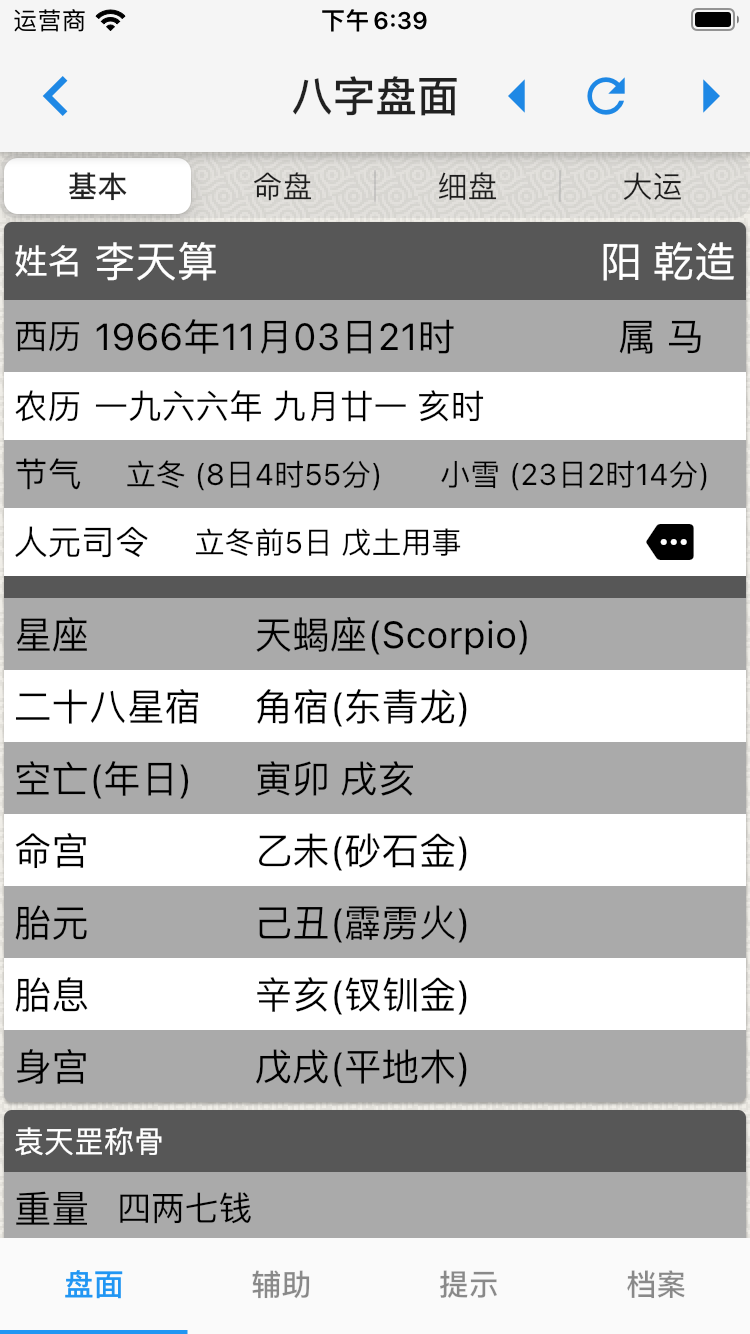 运营商 下午6:39
八字盘面
基本 命盘 细盘 大运
姓名 李天算 阳 乾造
西历 1966年11月03日21时 属 马
农历 一九六六年 九月廿一 亥时
节气 立冬 (8日4时55分) 小雪 (23日2时14分)
人元司令 立冬前5日 戊土用事
星座 天蝎座(Scorpio)
二十八星宿 角宿(东青龙)
空亡(年日) 寅卯 戌亥
命宫 乙未(砂石金)
胎元 己丑(霹雳火)
胎息 辛亥(钗钏金)
身宫 戊戌(平地木)
袁天罡称骨
重量 四两七钱
盘面 辅助 提示 档案